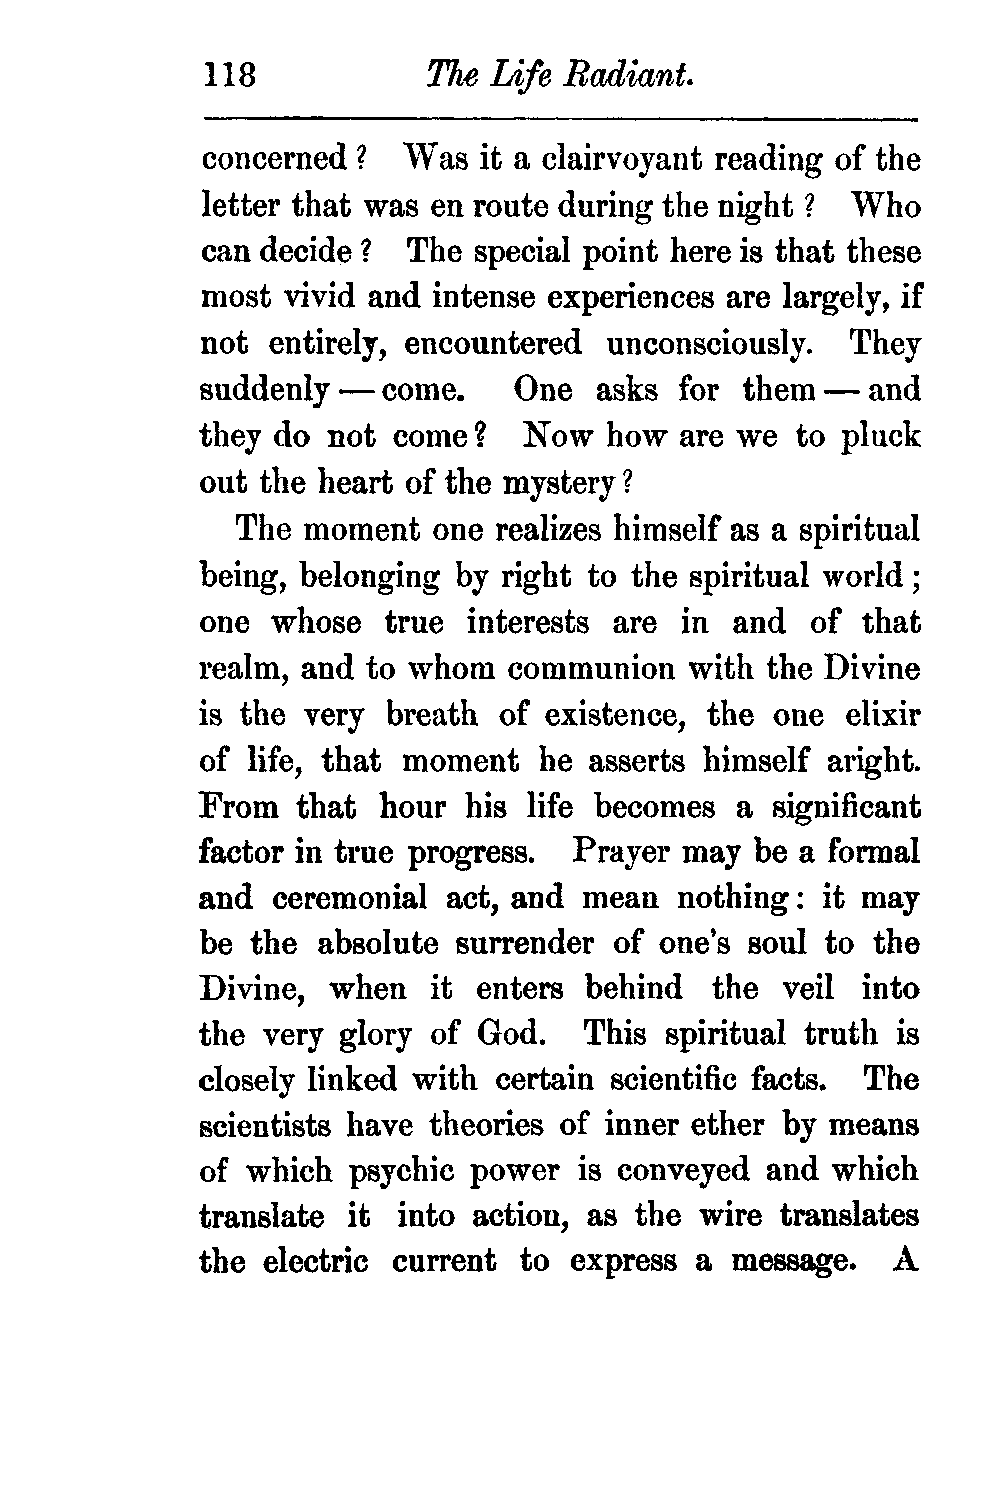 118 The Life Radiant.
concerned? Was it a clairvoyant reading of the
letter that was en route during the night? Who
can decide? The special point here is that these
most vivid and intense experiences are largely, if
not entirely, encountered unconsciously. They
suddenly — come. One asks for them — and
they do not come? Now how are we to pluck
out the heart of the mystery?
The moment one realizes himself as a spiritual
being, belonging by right to the spiritual world;
one whose true interests are in and of that
realm, and to whom communion with the Divine
is the very breath of existence, the one elixir
of life, that moment he asserts himself aright.
From that hour his life becomes a significant
factor in true progress. Prayer may be a formal
and ceremonial act, and mean nothing: it may
be the absolute surrender of one's soul to the
Divine, when it enters behind the veil into
the very glory of God. This spiritual truth is
closely linked with certain scientific facts. The
scientists have theories of inner ether by means
of which psychic power is conveyed and which
translate it into action, as the wire translates
the electric current to express a message. A